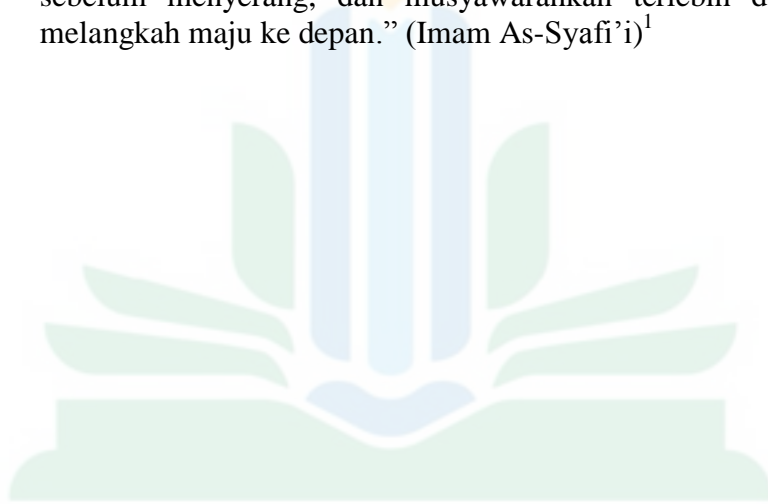 sebelum menyerang, dan musyawarahkan terlebih
melangkah maju ke depan.” (Imam As-Syafi’i)1